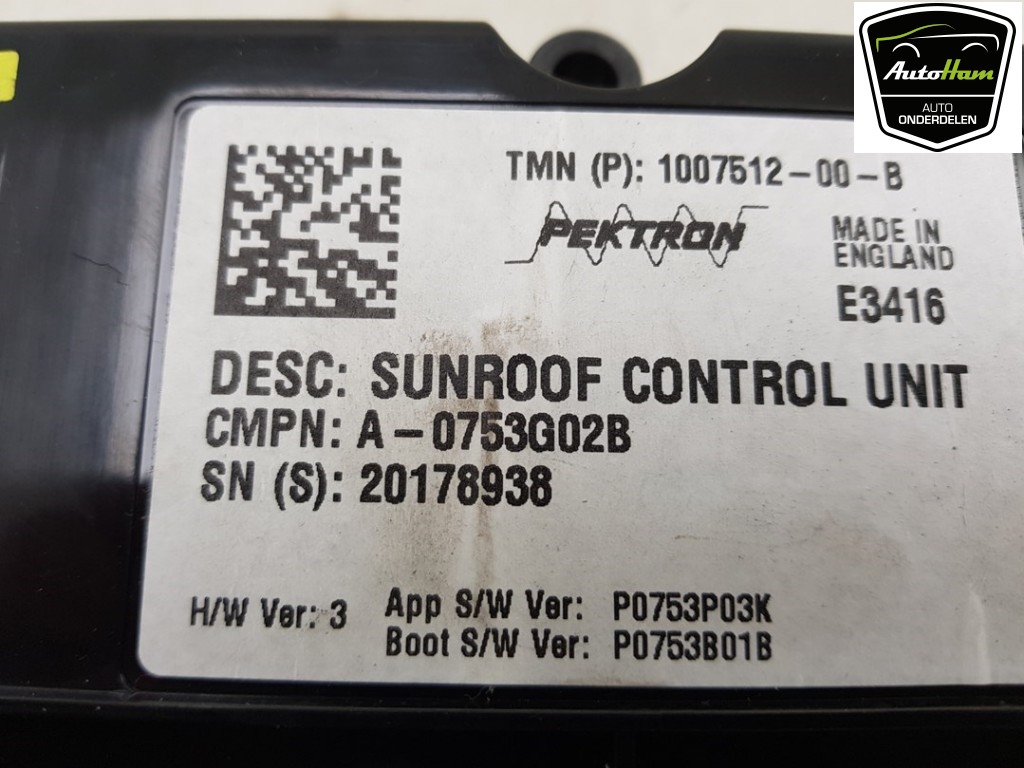 AutoHam
AUTO
ONDERDELEN
TMN (P): 1007512-00-B
PEKTRON
MADE IN
ENGLAND
E3416
DESC: SUNROOF CONTROL UNIT
CMPN: A-0753G02B
SN (S): 20178938
H/W Ver: 3
App S/W Ver: P0753P03K
Boot S/W Ver: P0753B01B